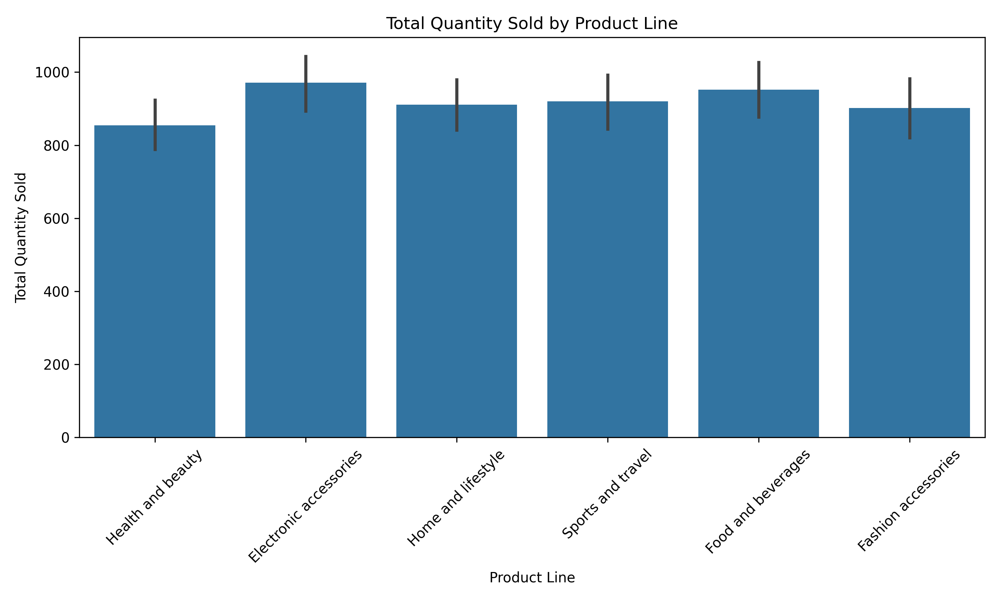 Total Quantity Sold by Product Line
Total Quantity Sold
1000
800
600
400
200
0
Health and beauty
Electronic accessories
Home and lifestyle
Sports and travel
Food and beverages
Fashion accessories
Product Line